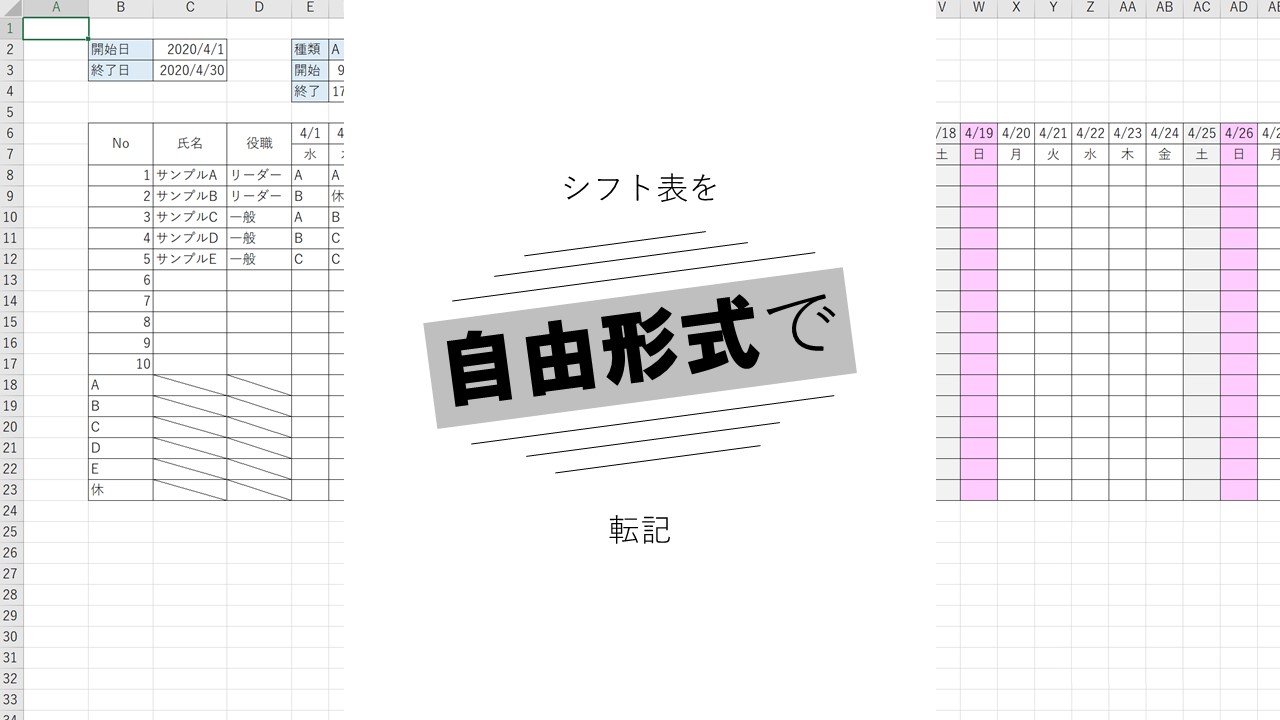 A B C D E V W X Y Z AA AB AC AD
1
2 開始日 2020/4/1 種類 A
3 終了日 2020/4/30 開始 9
4 終了 17
5
6 No 氏名 役職 4/1 /18 4/19 4/20 4/21 4/22 4/23 4/24 4/25 4/26
7 水 土 日 月 火 水 木 金 土 日 月
8 1 サンプルA リーダー A A
9 2 サンプルB リーダー B 休
10 3 サンプルC 一般 A B
11 4 サンプルD 一般 B C
12 5 サンプルE 一般 C C
13 6
14 7
15 8
16 9
17 10
18 A
19 B
20 C
21 D
22 E
23 休
24
25
26
27
28
29
30
31
32
33
シフト表を
自由形式で
転記